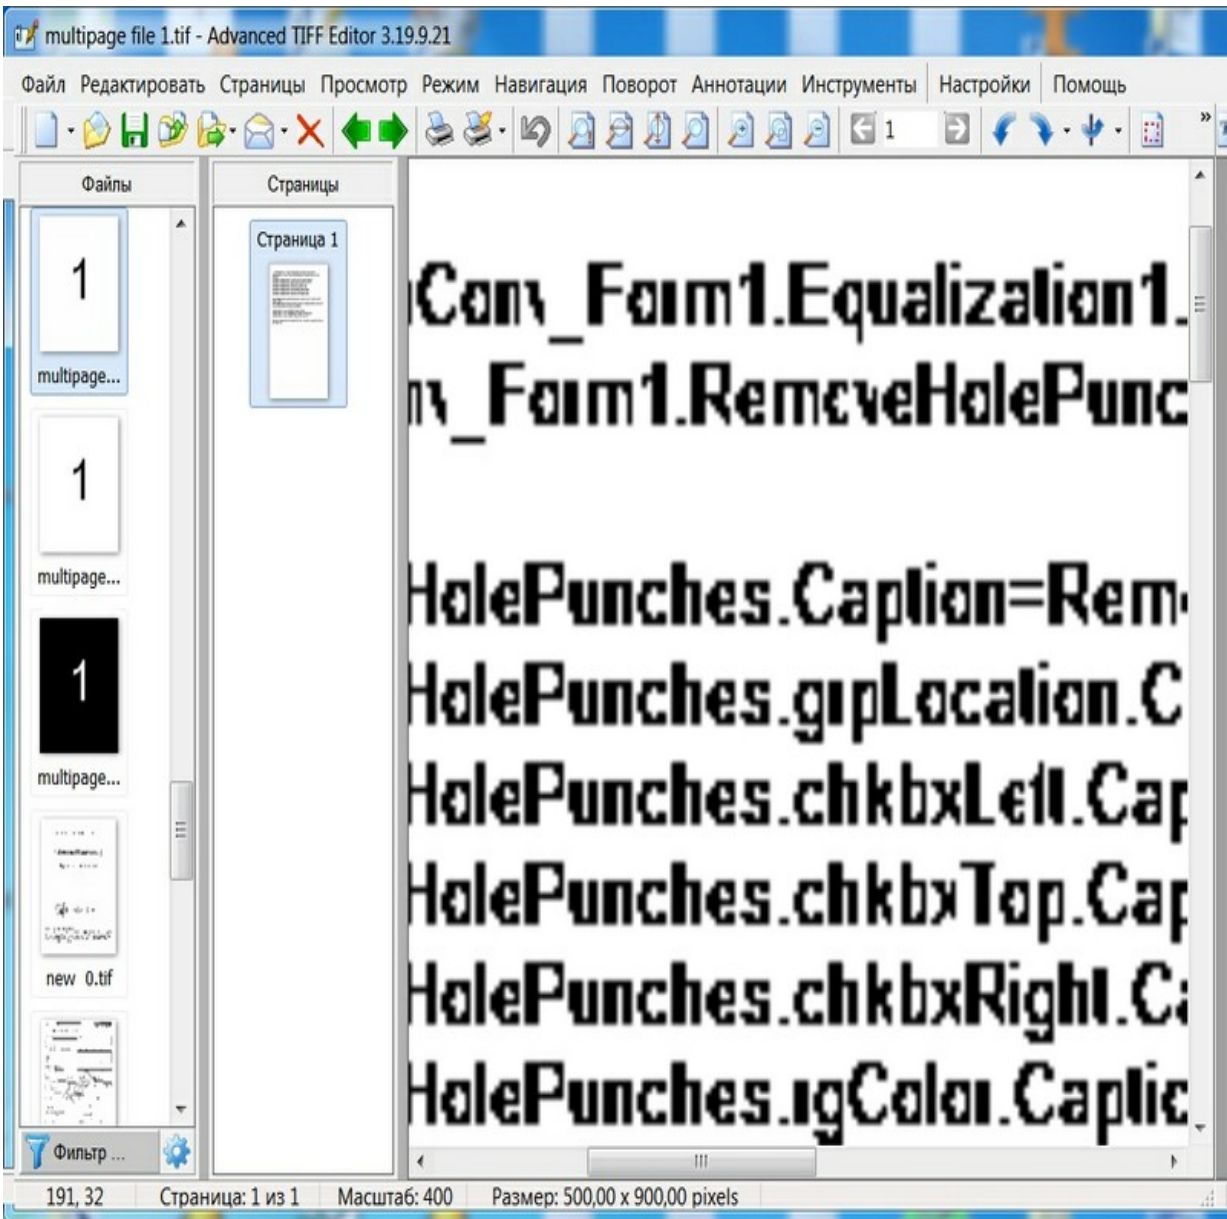 multipage file 1.tif - Advanced TIFF Editor 3.19.9.21
Файл Редактировать Страницы Просмотр Режим Навигация Поворот Аннотации Инструменты Настройки Помощь
1
Файлы
Страницы
1
multipage...
1
multipage...
1
multipage...
new 0.tif
Страница 1
Conv_Form1.Equalization1.
_Form1.RemoveHolePunc
HolePunches.Caption=Rem
HolePunches.grpLocation.C
HolePunches.chkbxLeft.Cap
HolePunches.chkbxTop.Cap
HolePunches.chkbxRight.Ca
HolePunches.rgColor.Captio
Фильтр ...
191, 32 Страница: 1 из 1 Масштаб: 400 Размер: 500,00 x 900,00 pixels